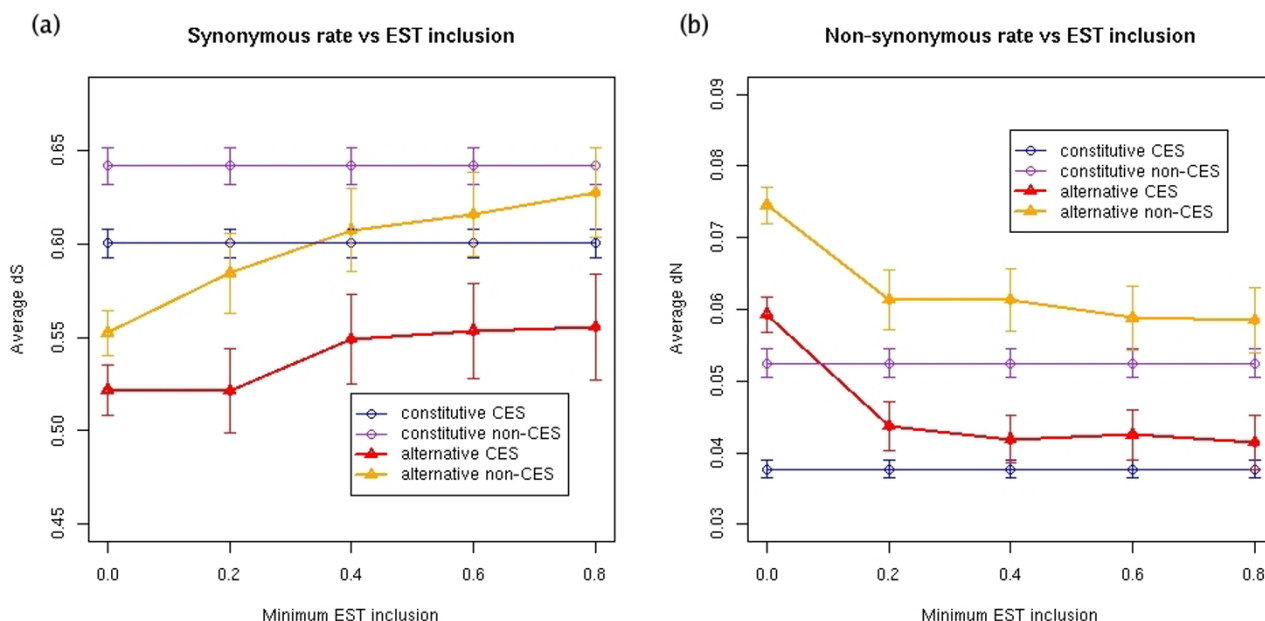 (a)
Synonymous rate vs EST inclusion
Average dS
0.65
0.60
0.55
0.50
0.45
constitutive CES
constitutive non-CES
alternative CES
alternative non-CES
0.0 0.2 0.4 0.6 0.8
Minimum EST inclusion
(b)
Non-synonymous rate vs EST inclusion
Average dN
0.09
0.08
0.07
0.06
0.05
0.04
0.03
constitutive CES
constitutive non-CES
alternative CES
alternative non-CES
0.0 0.2 0.4 0.6 0.8
Minimum EST inclusion